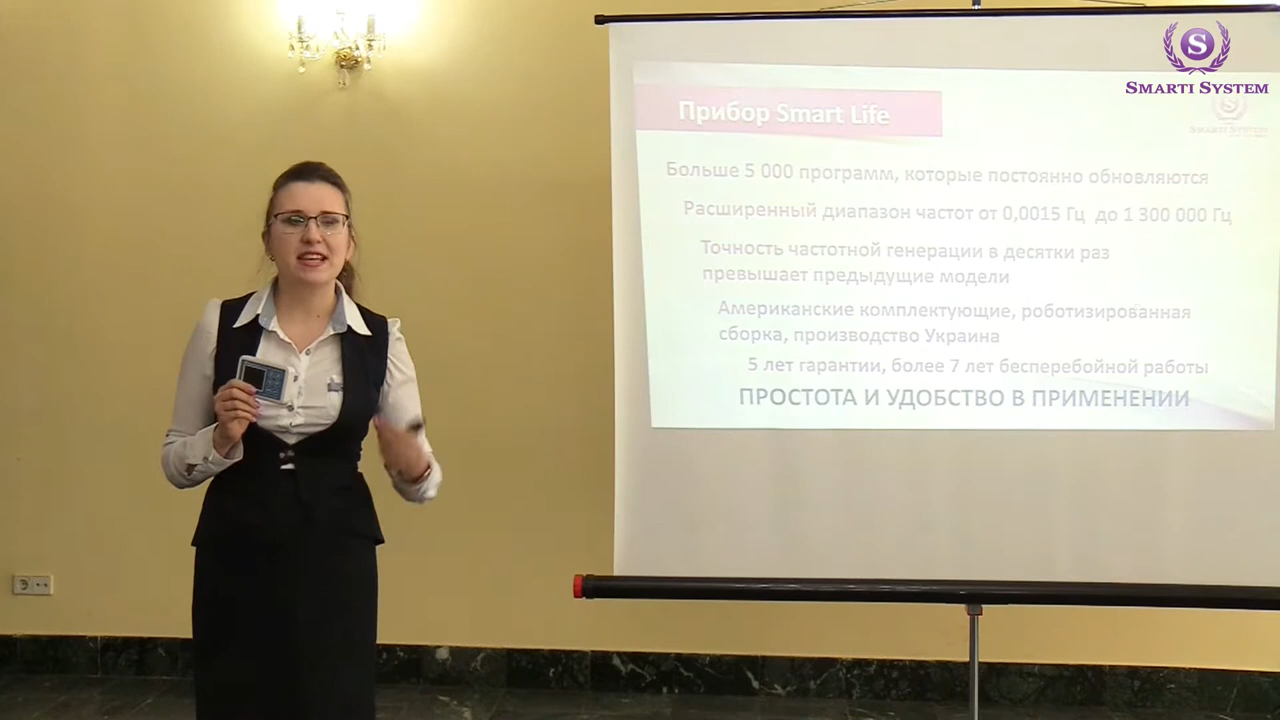 S
SMARTI SYSTEM
Прибор Smart Life
SMARTI SYSTEM
Больше 5 000 программ, которые постоянно обновляются
Расширенный диапазон частот от 0,0015 Гц до 1 300 000 Гц
Точность частотной генерации в десятки раз
превышает предыдущие модели
Американские комплектующие, роботизированная
сборка, производство Украина
5 лет гарантии, более 7 лет бесперебойной работы
ПРОСТОТА И УДОБСТВО В ПРИМЕНЕНИИ